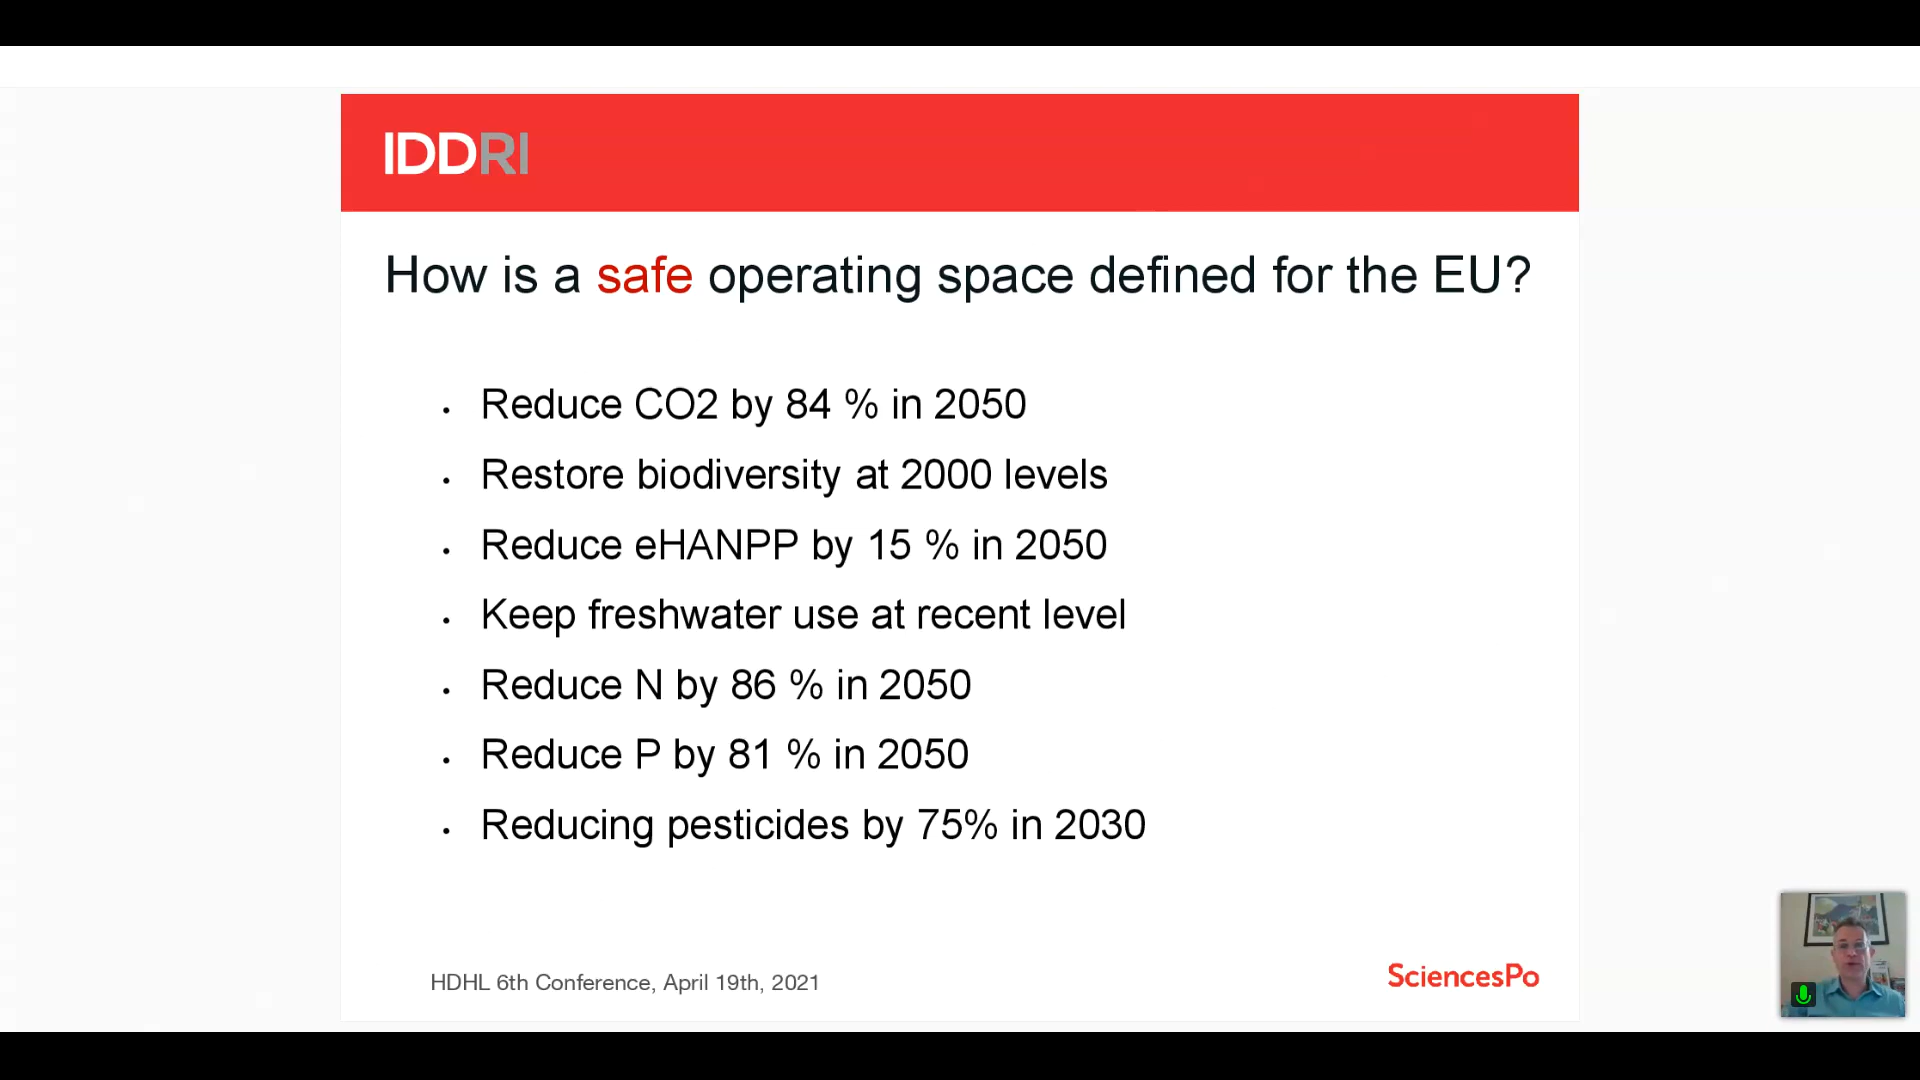 IDDRI
How is a safe operating space defined for the EU?
• Reduce CO2 by 84 % in 2050
• Restore biodiversity at 2000 levels
• Reduce eHANPP by 15 % in 2050
• Keep freshwater use at recent level
• Reduce N by 86 % in 2050
• Reduce P by 81 % in 2050
• Reducing pesticides by 75% in 2030
HDHL 6th Conference, April 19th, 2021
SciencesPo